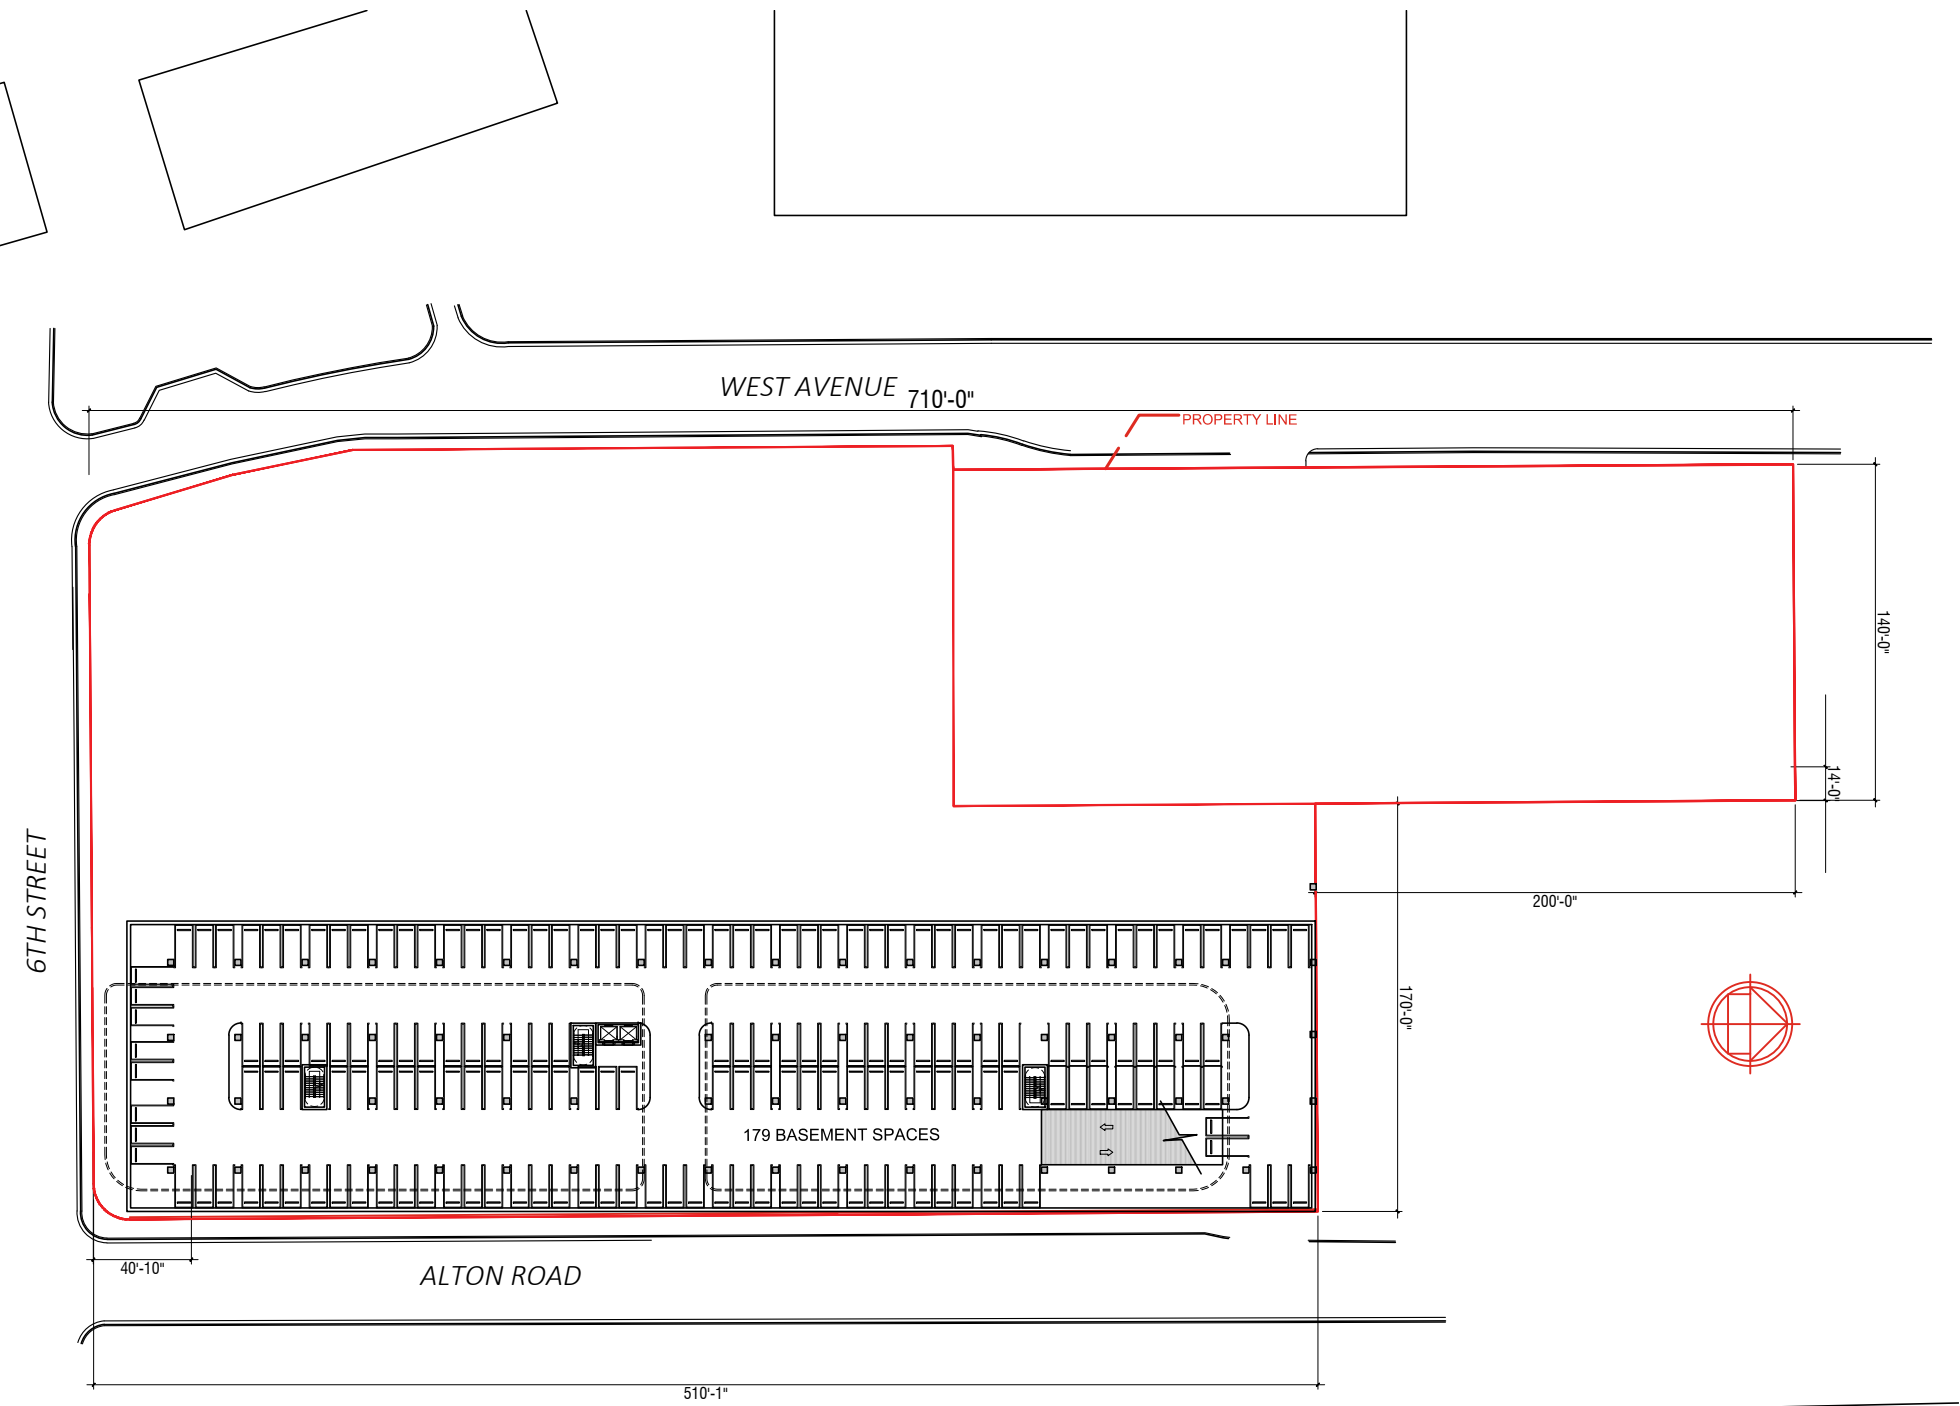 WEST AVENUE
710'-0"
PROPERTY LINE
140'-0"
14'-0"
6TH STREET
200'-0"
170'-0"
179 BASEMENT SPACES
40'-10"
ALTON ROAD
510'-1"